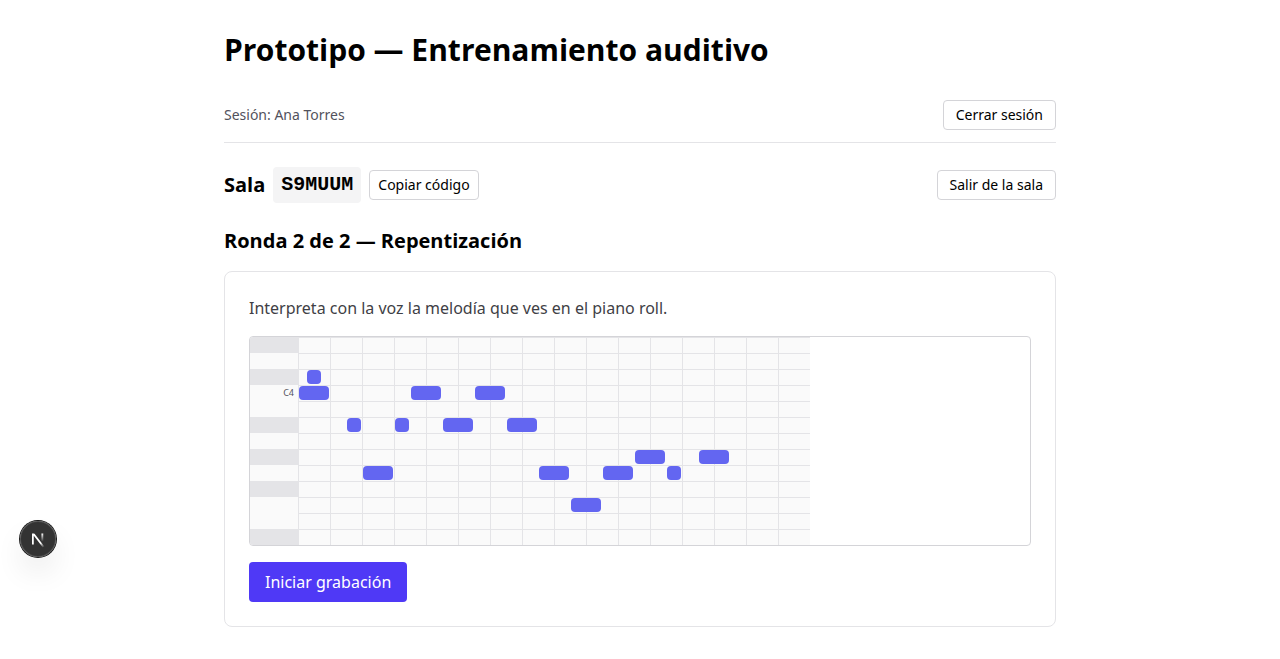 Prototipo — Entrenamiento auditivo
Sesión: Ana Torres
Cerrar sesión
Sala S9MUUM Copiar código
Salir de la sala
Ronda 2 de 2 — Repentización
Interpreta con la voz la melodía que ves en el piano roll.
C4
N
Iniciar grabación